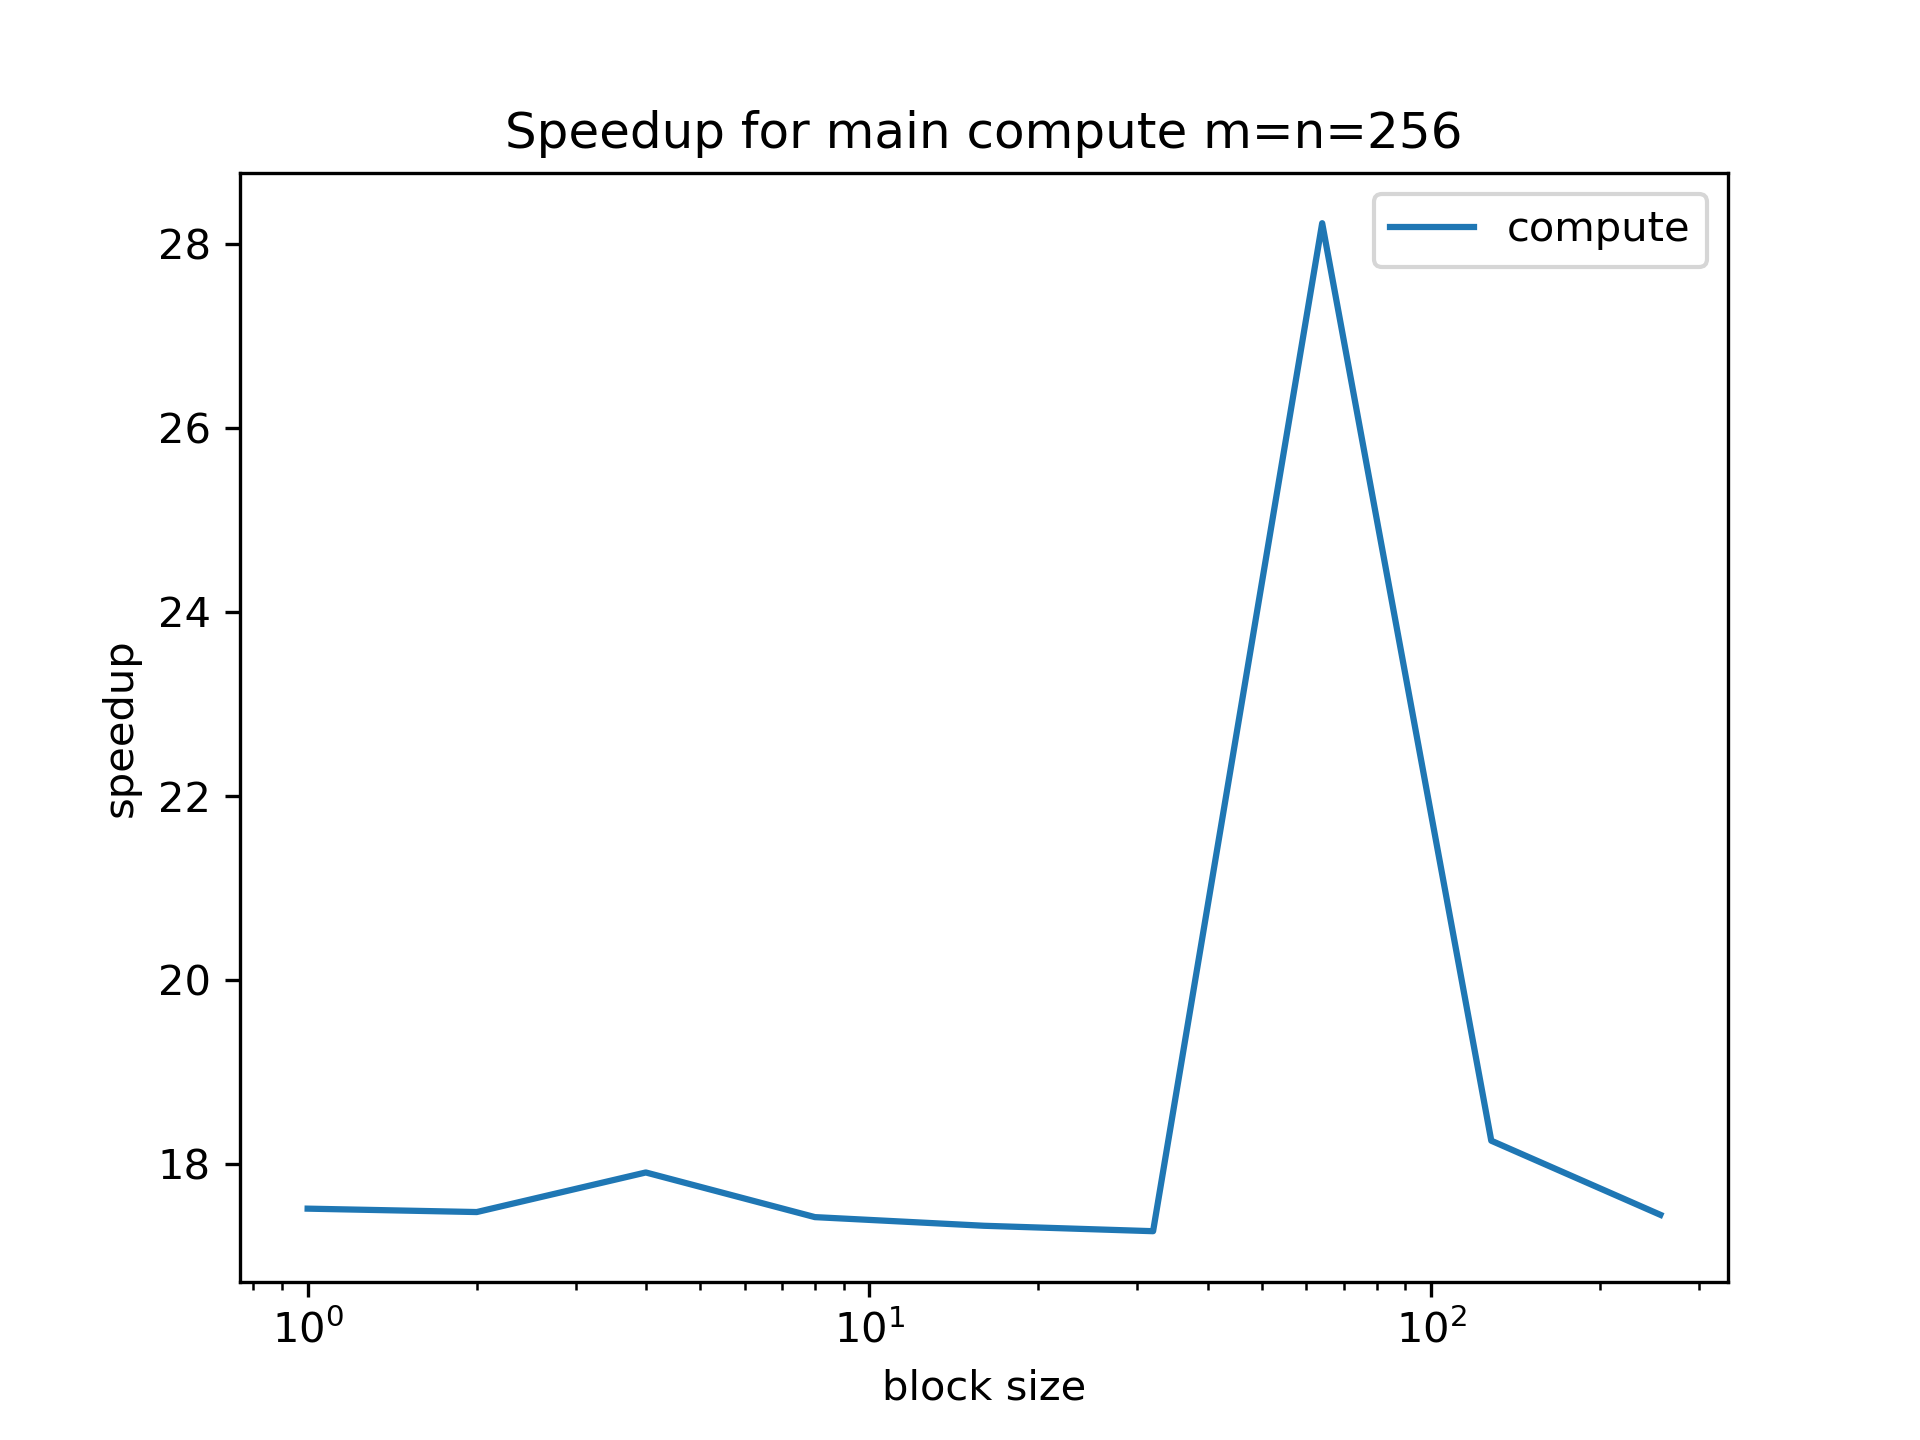 Speedup for main compute m=n=256
compute
28
26
24
22
20
18
speedup
10⁰
10¹
10²
block size